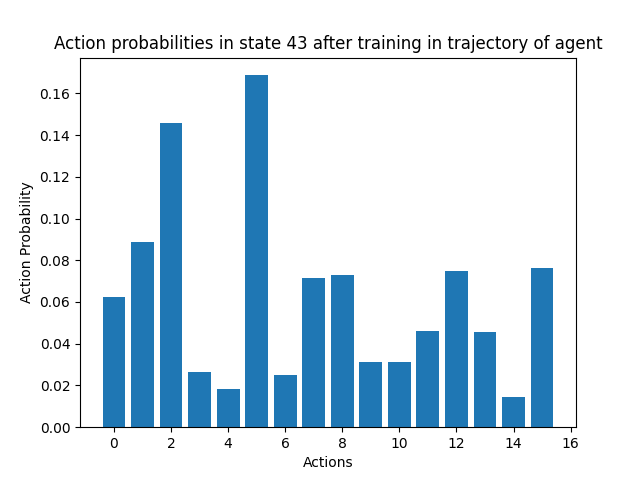 Action probabilities in state 43 after training in trajectory of agent
0.16
0.14
0.12
0.10
0.08
0.06
0.04
0.02
0.00
Action Probability
0 2 4 6 8 10 12 14 16
Actions